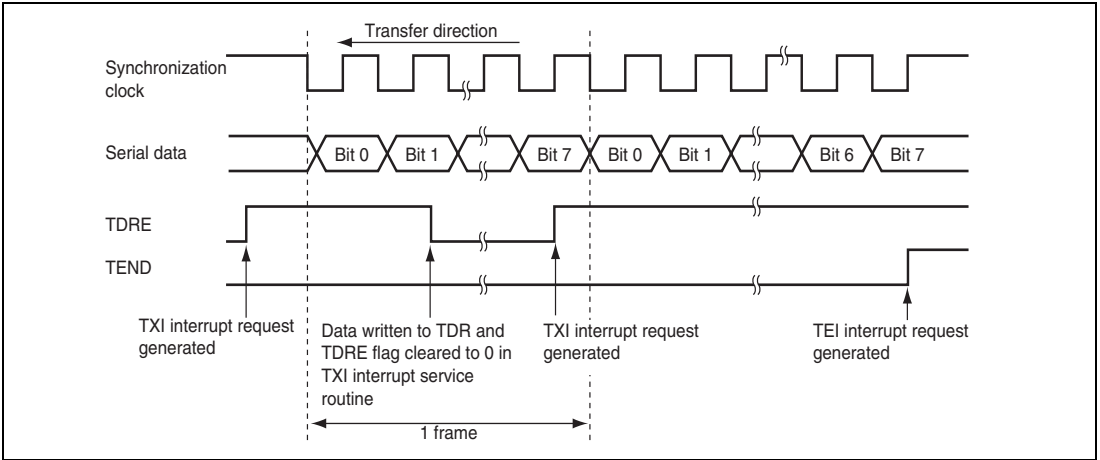 Transfer direction
Synchronization
clock
Serial data
Bit 0
Bit 1
Bit 7
Bit 0
Bit 1
Bit 6
Bit 7
TDRE
TEND
TXI interrupt request
generated
Data written to TDR and
TDRE flag cleared to 0 in
TXI interrupt service
routine
TXI interrupt request
generated
TEI interrupt request
generated
1 frame